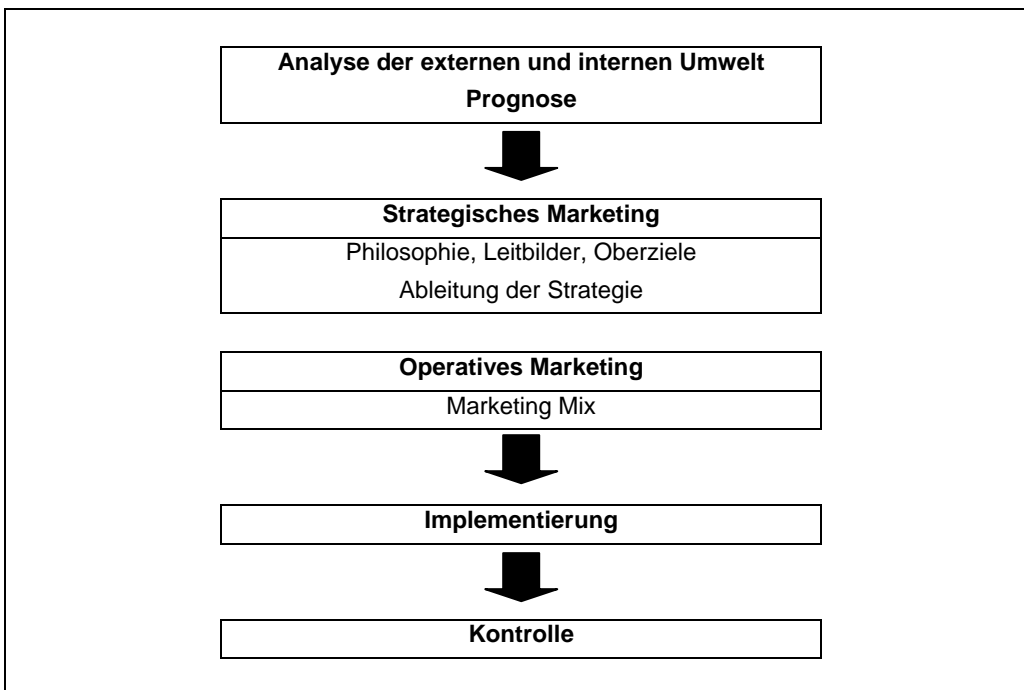 Analyse der externen und internen Umwelt
Prognose
Strategisches Marketing
Philosophie, Leitbilder, Oberziele
Ableitung der Strategie
Operatives Marketing
Marketing Mix
Implementierung
Kontrolle